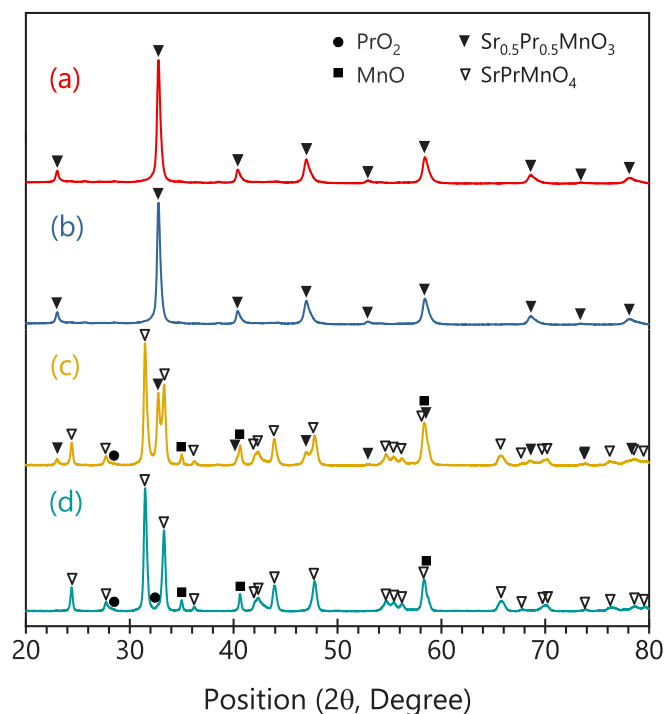 ● PrO₂ ▼ Sr₀.₅Pr₀.₅MnO₃
■ MnO ▽ SrPrMnO₄
(a)
(b)
(c)
(d)
20 30 40 50 60 70 80
Position (2θ, Degree)